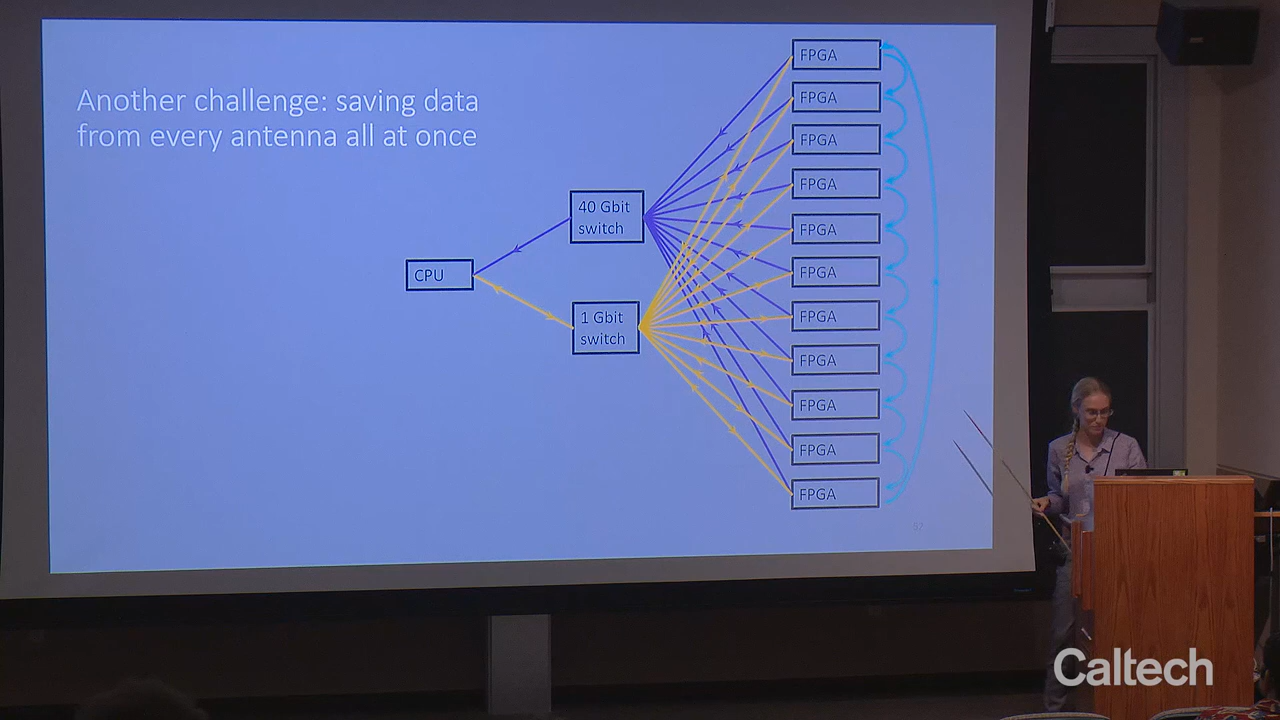 Another challenge: saving data
from every antenna all at once
CPU
40 Gbit
switch
1 Gbit
switch
FPGA
FPGA
FPGA
FPGA
FPGA
FPGA
FPGA
FPGA
FPGA
FPGA
FPGA
52
Caltech